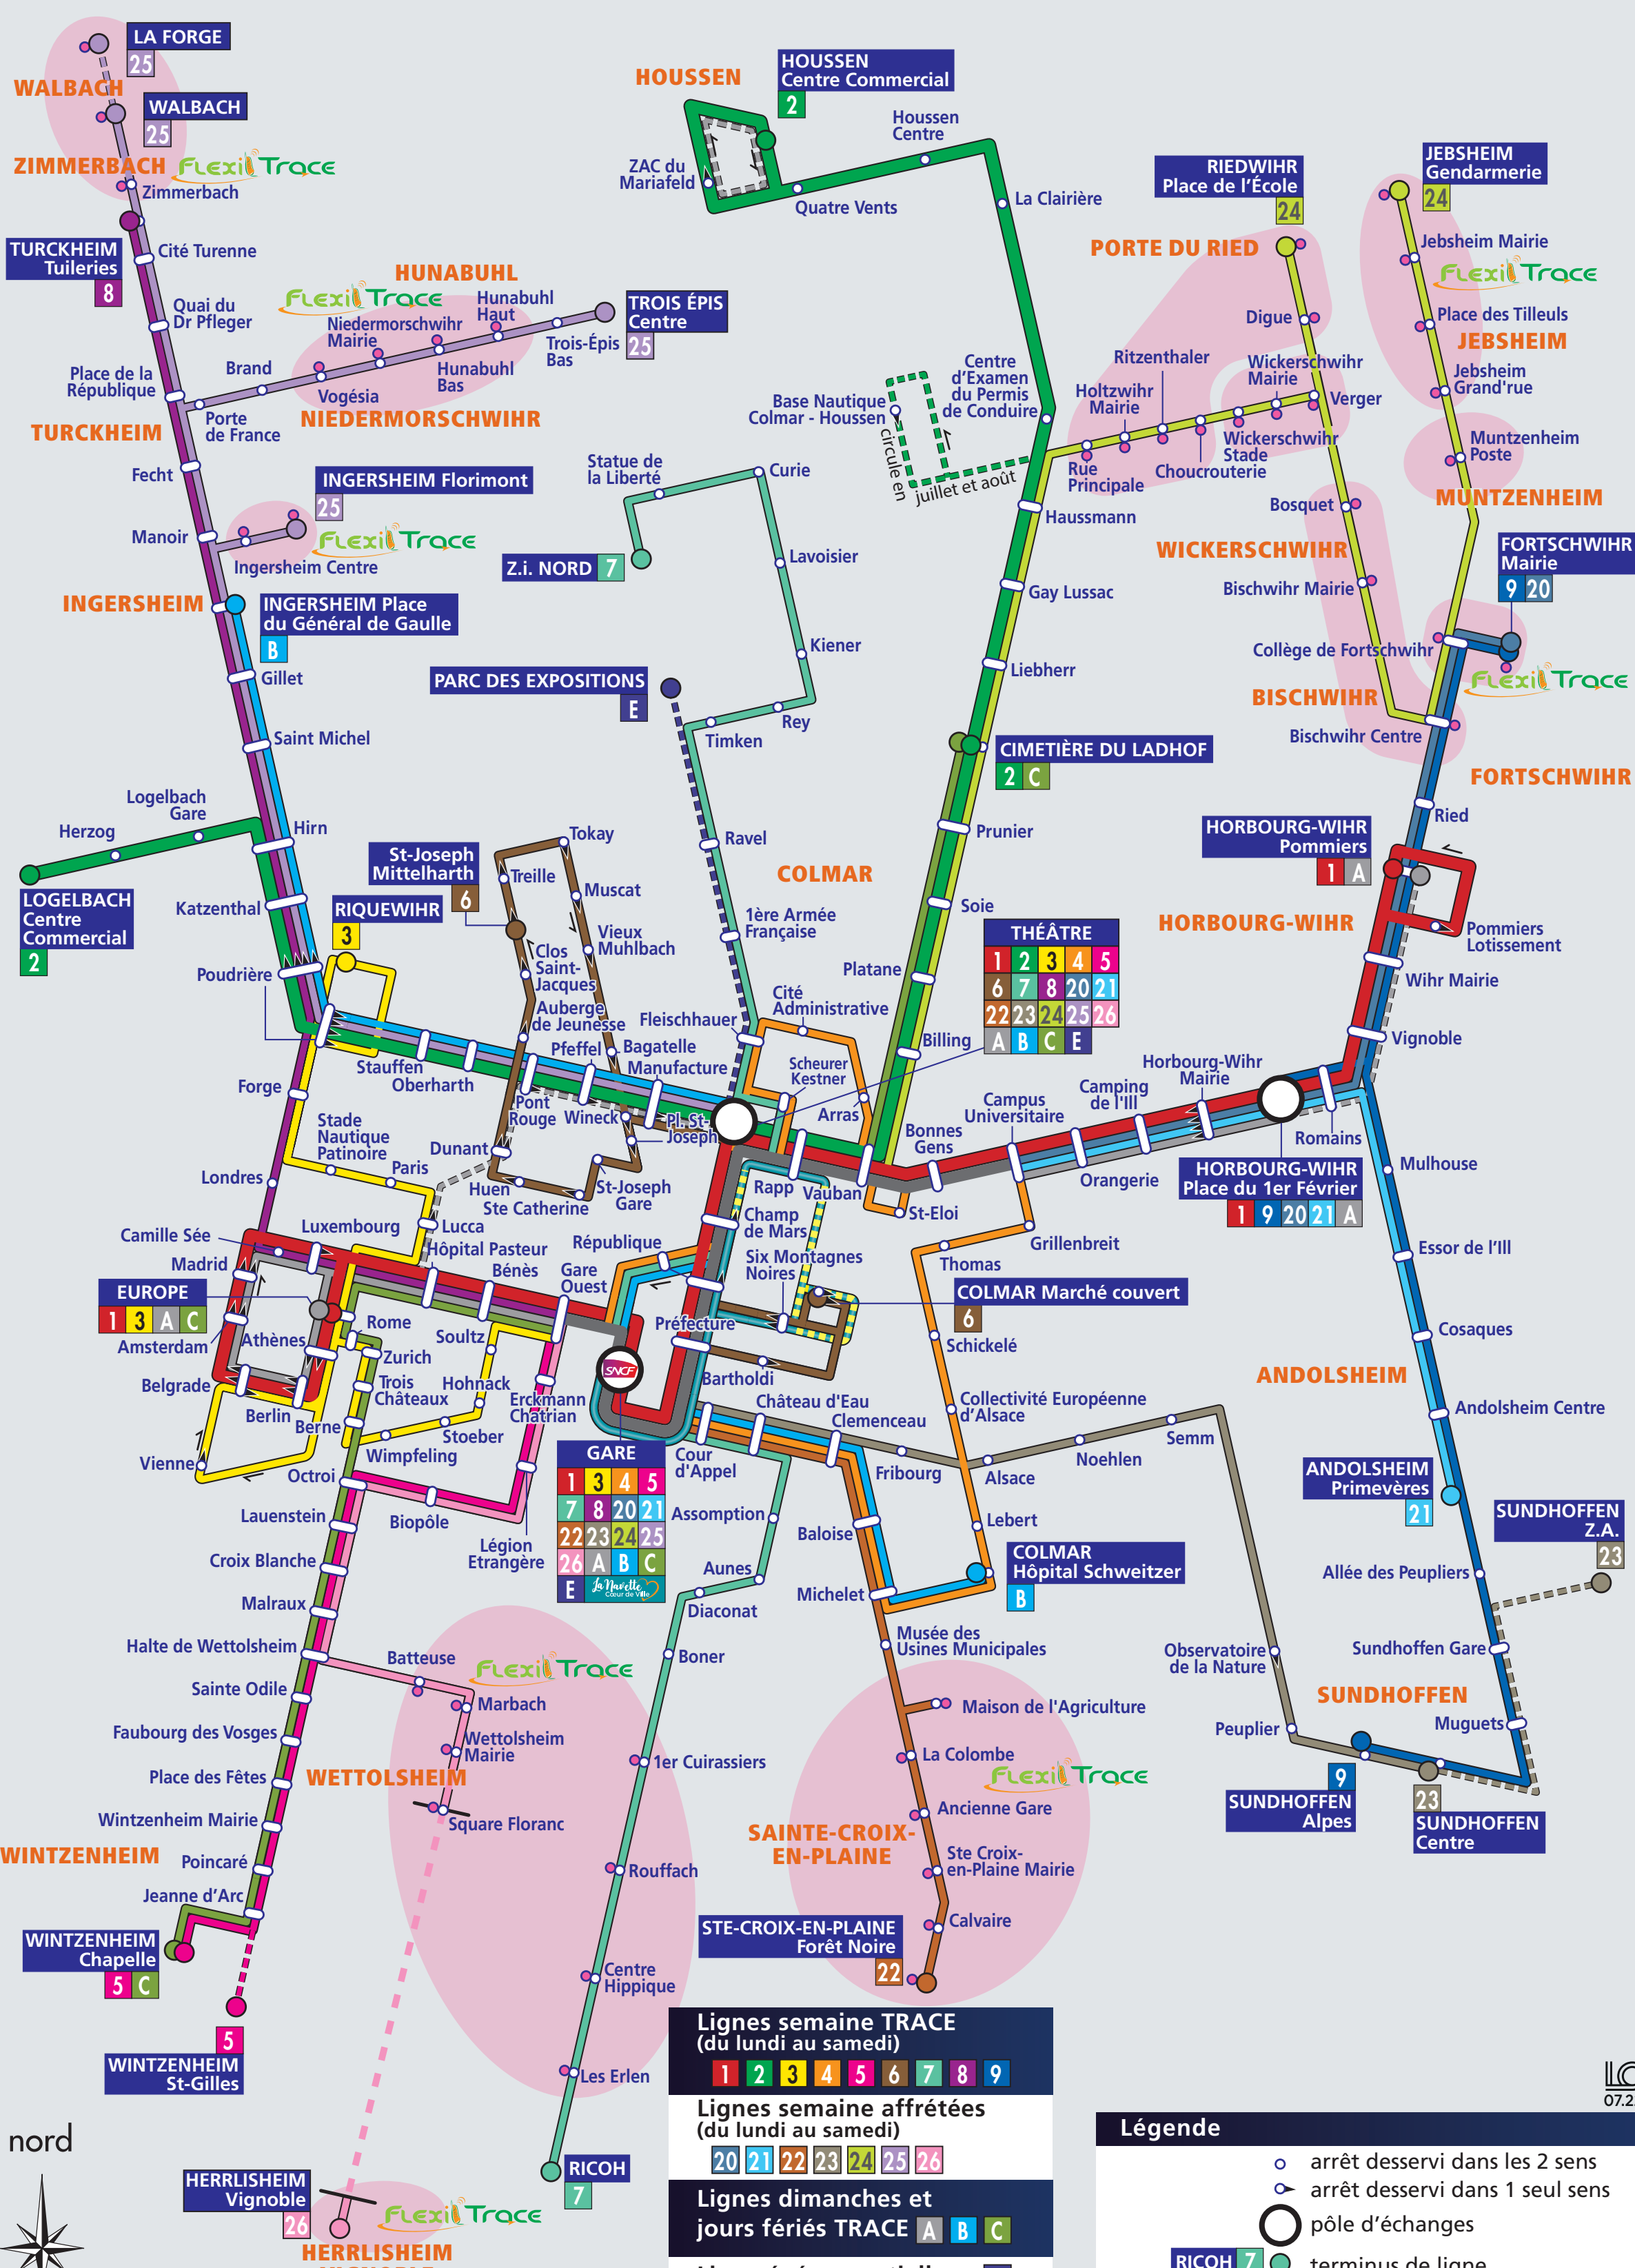 LA FORGE
25
WALBACH
WALBACH
25
ZIMMERBACH
Flexi Trace
Zimmerbach
TURCKHEIM
Tuileries
8
Cité Turenne
Quai du
Dr Pfleger
Place de la
République
TURCKHEIM
Brand
Porte
de France
HUNABUHL
Flexi Trace
Niedermorschwihr
Mairie
Hunabuhl
Haut
Vogésia
Hunabuhl
Bas
Trois-Épis
Bas
TROIS ÉPIS
Centre
25
NIEDERMORSCHWIHR
Fecht
Manoir
INGERSHEIM Florimont
25
Flexi Trace
Ingersheim Centre
INGERSHEIM
INGERSHEIM Place
du Général de Gaulle
B
Gillet
Saint Michel
Logelbach
Gare
Herzog
Hirn
LOGELBACH
Centre
Commercial
2
Katzenthal
Poudrière
RIQUEWIHR
3
St-Joseph
Mittelharth
6
Tokay
Treille
Muscat
Vieux
Muhlbach
Clos
Saint-
Jacques
Auberge
de Jeunesse
Bagatelle
Pfeffel
Manufacture
Stauffen
Oberharth
Pont
Rouge
Wineck
Pl. St-
Joseph
Dunant
Huen
Ste Catherine
St-Joseph
Gare
HOUSSEN
HOUSSEN
Centre Commercial
2
Houssen
Centre
ZAC du
Mariafeld
Quatre Vents
La Clairière
Centre
d'Examen
du Permis
de Conduire
Base Nautique
Colmar - Houssen
circule en
juillet et août
Statue de
la Liberté
Curie
Z.i. NORD 7
Lavoisier
Kiener
PARC DES EXPOSITIONS
E
Rey
Timken
Ravel
1ère Armée
Française
COLMAR
Fleischhauer
Cité
Administrative
Scheurer
Kestner
Arras
Haussmann
Gay Lussac
Liebherr
CIMETIÈRE DU LADHOF
2 C
Prunier
Soie
Platane
Billing
THÉÂTRE
1 2 3 4 5
6 7 8 20 21
22 23 24 25 26
A B C E
RIEDWIHR
Place de l'École
24
PORTE DU RIED
Digue
Ritzenthaler
Wickerschwihr
Mairie
Holtzwihr
Mairie
Verger
Rue
Principale
Wickerschwihr
Stade
Choucrouterie
Bosquet
WICKERSCHWIHR
Bischwihr Mairie
BISCHWIHR
Bischwihr Centre
JEBSHEIM
Gendarmerie
24
Jebsheim Mairie
Flexi Trace
Place des Tilleuls
JEBSHEIM
Jebsheim
Grand'rue
Muntzenheim
Poste
MUNTZENHEIM
FORTSCHWIHR
Mairie
9 20
Collège de Fortschwihr
Flexi Trace
FORTSCHWIHR
Ried
HORBOURG-WIHR
Pommiers
1 A
HORBOURG-WIHR
Pommiers
Lotissement
Wihr Mairie
Vignoble
Horbourg-Wihr
Mairie
Camping
de l'Ill
Campus
Universitaire
Bonnes
Gens
Romains
Orangerie
HORBOURG-WIHR
Place du 1er Février
1 9 20 21 A
Mulhouse
Essor de l'Ill
Cosaques
ANDOLSHEIM
Andolsheim Centre
ANDOLSHEIM
Primevères
21
SUNDHOFFEN
Z.A.
23
Allée des Peupliers
Sundhoffen Gare
SUNDHOFFEN
Muguets
Observatoire
de la Nature
Peuplier
9
SUNDHOFFEN
Alpes
23
SUNDHOFFEN
Centre
Forge
Stade
Nautique
Patinoire
Paris
Londres
Lucca
Camille Sée
Luxembourg
Madrid
Hôpital Pasteur
Bénès
Gare
Ouest
République
EUROPE
1 3 A C
Amsterdam
Athènes
Rome
Zurich
Soultz
Belgrade
Trois
Châteaux
Hohnack
Erckmann
Chatrian
Berlin
Berne
Stoeber
Wimpfeling
Vienne
Octroi
Biopôle
Légion
Etrangère
Lauenstein
Croix Blanche
Malraux
Halte de Wettolsheim
Sainte Odile
Faubourg des Vosges
Place des Fêtes
Wintzenheim Mairie
WINTZENHEIM
Poincaré
Jeanne d'Arc
WINTZENHEIM
Chapelle
5 C
5
WINTZENHEIM
St-Gilles
Batteuse
Flexi Trace
Marbach
Wettolsheim
Mairie
WETTOLSHEIM
Square Floranc
Rapp
Vauban
St-Eloi
Champ
de Mars
Six Montagnes
Noires
Préfecture
SNCF
Bartholdi
COLMAR Marché couvert
6
Grillenbreit
Thomas
Schickelé
Collectivité Européenne
d'Alsace
Château d'Eau
Clemenceau
Fribourg
Alsace
Noehlen
Semm
GARE
1 3 4 5
7 8 20 21
22 23 24 25
26 A B C
E La Navette
Cœur de Ville
Cour
d'Appel
Assomption
Aunes
Diaconat
Boner
1er Cuirassiers
Rouffach
Centre
Hippique
Les Erlen
RICOH
7
Baloise
Lebert
COLMAR
Hôpital Schweitzer
B
Michelet
Musée des
Usines Municipales
Maison de l'Agriculture
La Colombe
Flexi Trace
Ancienne Gare
SAINTE-CROIX-
EN-PLAINE
Ste Croix-
en-Plaine Mairie
Calvaire
STE-CROIX-EN-PLAINE
Forêt Noire
22
nord
HERRLISHEIM
Vignoble
26
Flexi Trace
HERRLISHEIM
Lignes semaine TRACE
(du lundi au samedi)
1 2 3 4 5 6 7 8 9
Lignes semaine affrétées
(du lundi au samedi)
20 21 22 23 24 25 26
Lignes dimanches et
jours fériés TRACE A B C
07.2
Légende
arrêt desservi dans les 2 sens
arrêt desservi dans 1 seul sens
pôle d'échanges
RICOH 7 terminus de ligne